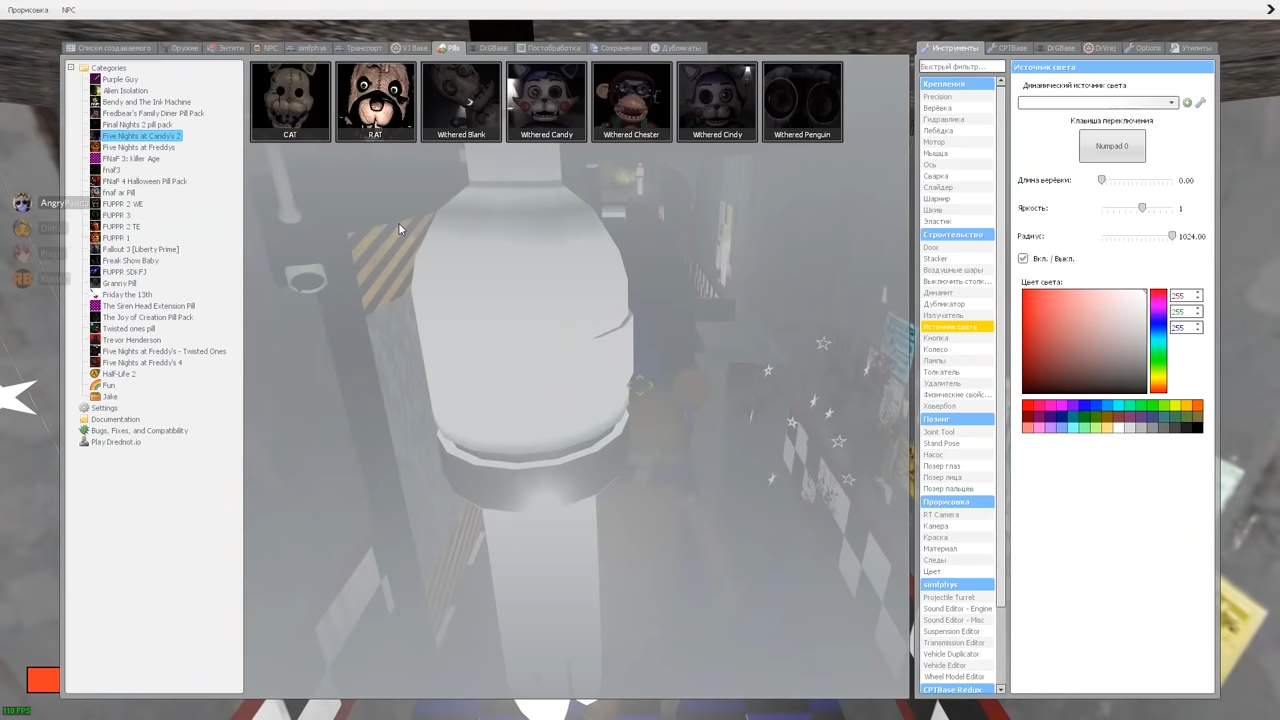 Прорисовка NPC
Списки создаваемого Оружие Энтити NPC simfphys Транспорт VJ Base Pills DrGBase Постобработка Сохранения Дубликаты
Инструменты CPTBase DrGBase DrVrej Options Утилиты
Categories
Purple Guy
Alien Isolation
Bendy and The Ink Machine
Fredbear's Family Diner Pill Pack
Final Nights 2 pill pack
Five Nights at Candy's 2
Five Nights at Freddys
FNaF 3: Killer Age
fnaf3
FNaF 4 Halloween Pill Pack
fnaf ar Pill
FUPPR 2 WE
FUPPR 3
FUPPR 2 TE
FUPPR 1
Fallout 3 [Liberty Prime]
Freak Show Baby
FUPPR SDLFJ
Granny Pill
Friday the 13th
The Siren Head Extension Pill
The Joy of Creation Pill Pack
Twisted ones pill
Trevor Henderson
Five Nights at Freddy's - Twisted Ones
Five Nights at Freddy's 4
Half-Life 2
Fun
Jake
Settings
Documentation
Bugs, Fixes, and Compatibility
Play Drednot.io
CAT
RAT
Withered Blank
Withered Candy
Withered Chester
Withered Cindy
Withered Penguin
Быстрый фильтр...
Крепления
Precision
Верёвка
Гидравлика
Лебёдка
Мотор
Мышца
Ось
Сварка
Слайдер
Шарнир
Шкив
Эластик
Строительство
Door
Stacker
Воздушные шары
Выключить столк...
Динамит
Дубликатор
Излучатель
Источник света
Кнопка
Колесо
Лампы
Толкатель
Удалитель
Физические свойс...
Ховербол
Позинг
Joint Tool
Stand Pose
Насос
Позер глаз
Позер лица
Позер пальцев
Прорисовка
RT Camera
Камера
Краска
Материал
Следы
Цвет
simfphys
Projectile Turret
Sound Editor - Engine
Sound Editor - Misc
Suspension Editor
Transmission Editor
Vehicle Duplicator
Vehicle Editor
Wheel Model Editor
CPTBase Redux
Источник света
Динамический источник света
Клавиша переключения
Numpad 0
Длина верёвки: 0.00
Яркость: 1
Радиус: 1024.00
Вкл. / Выкл.
Цвет света:
255
255
255
110 FPS